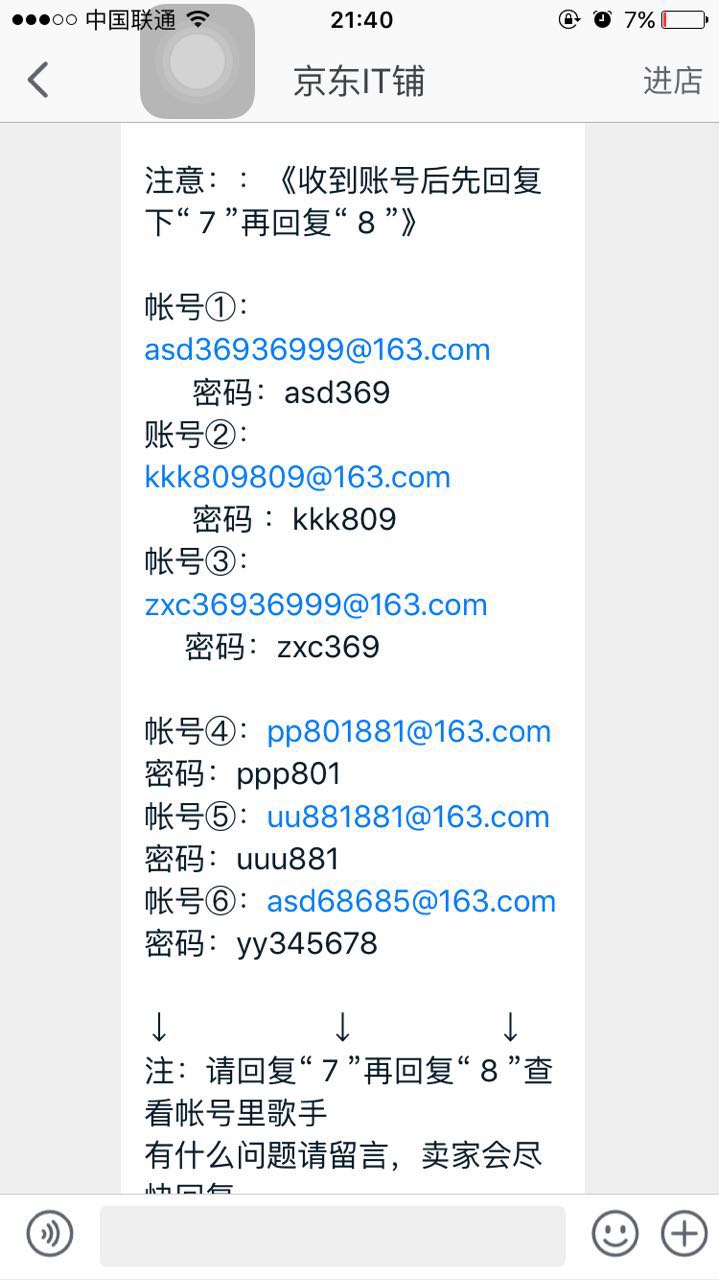 中国联通 21:40 7%
京东IT铺 进店
注意：：《收到账号后先回复
下“ 7 ”再回复“ 8 ”》
帐号①：
asd36936999@163.com
密码：asd369
账号②：
kkk809809@163.com
密码 ：kkk809
帐号③：
zxc36936999@163.com
密码：zxc369
帐号④：pp801881@163.com
密码：ppp801
帐号⑤：uu881881@163.com
密码：uuu881
帐号⑥：asd68685@163.com
密码：yy345678
↓ ↓ ↓
注：请回复“ 7 ”再回复“ 8 ”查
看帐号里歌手
有什么问题请留言，卖家会尽
快回复